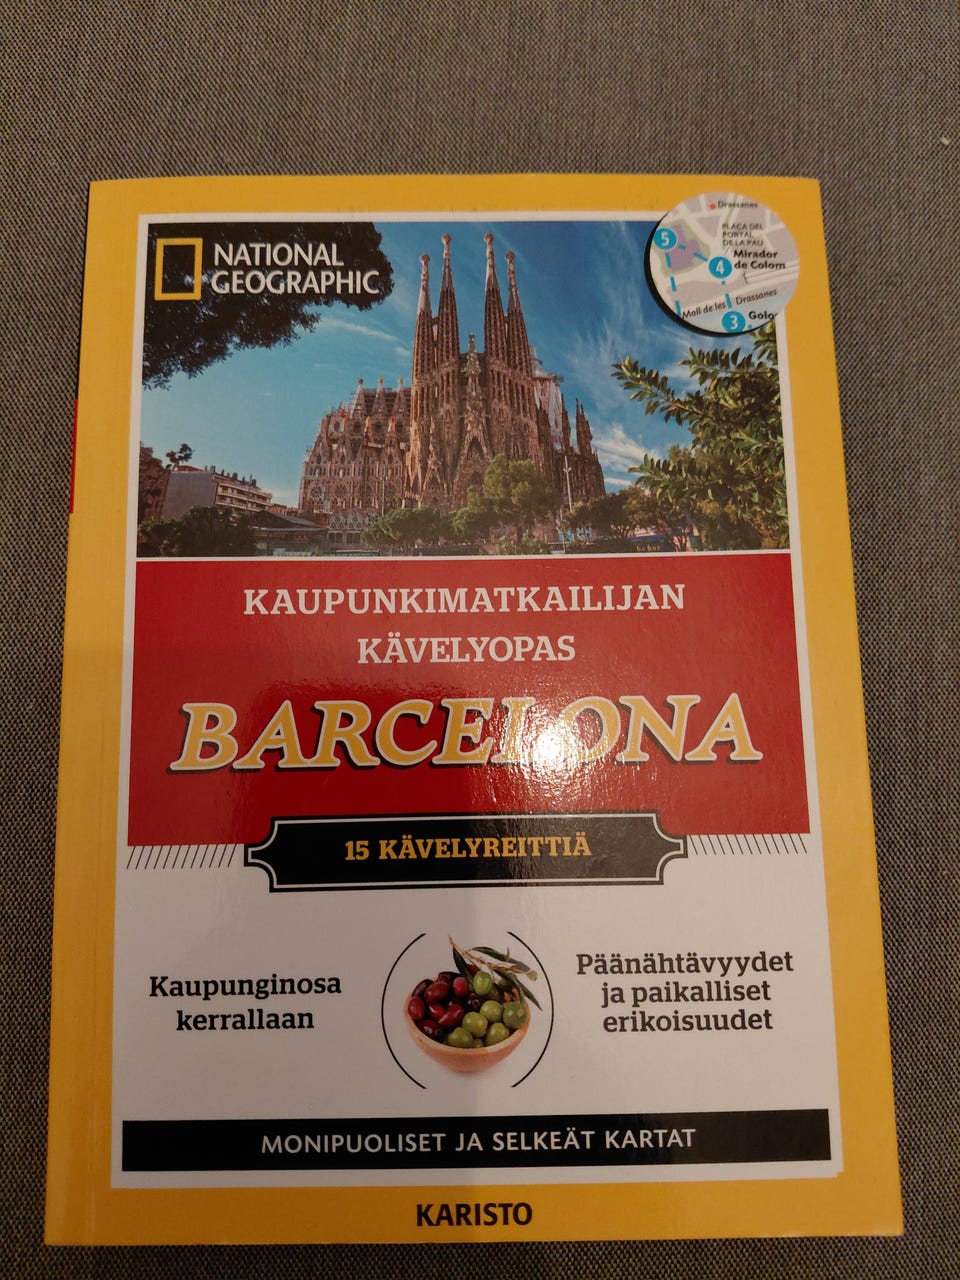 NATIONAL
GEOGRAPHIC
Drassanes
PLAÇA DEL
PORTAL
DE LA PAU
5
4
Mirador
de Colom
Moll de les Drassanes
3
KAUPUNKIMATKAILIJAN
KÄVELYOPAS
BARCELONA
15 KÄVELYREITTIÄ
Kaupunginosa
kerrallaan
Päänähtävyydet
ja paikalliset
erikoisuudet
MONIPUOLISET JA SELKEÄT KARTAT
KARISTO